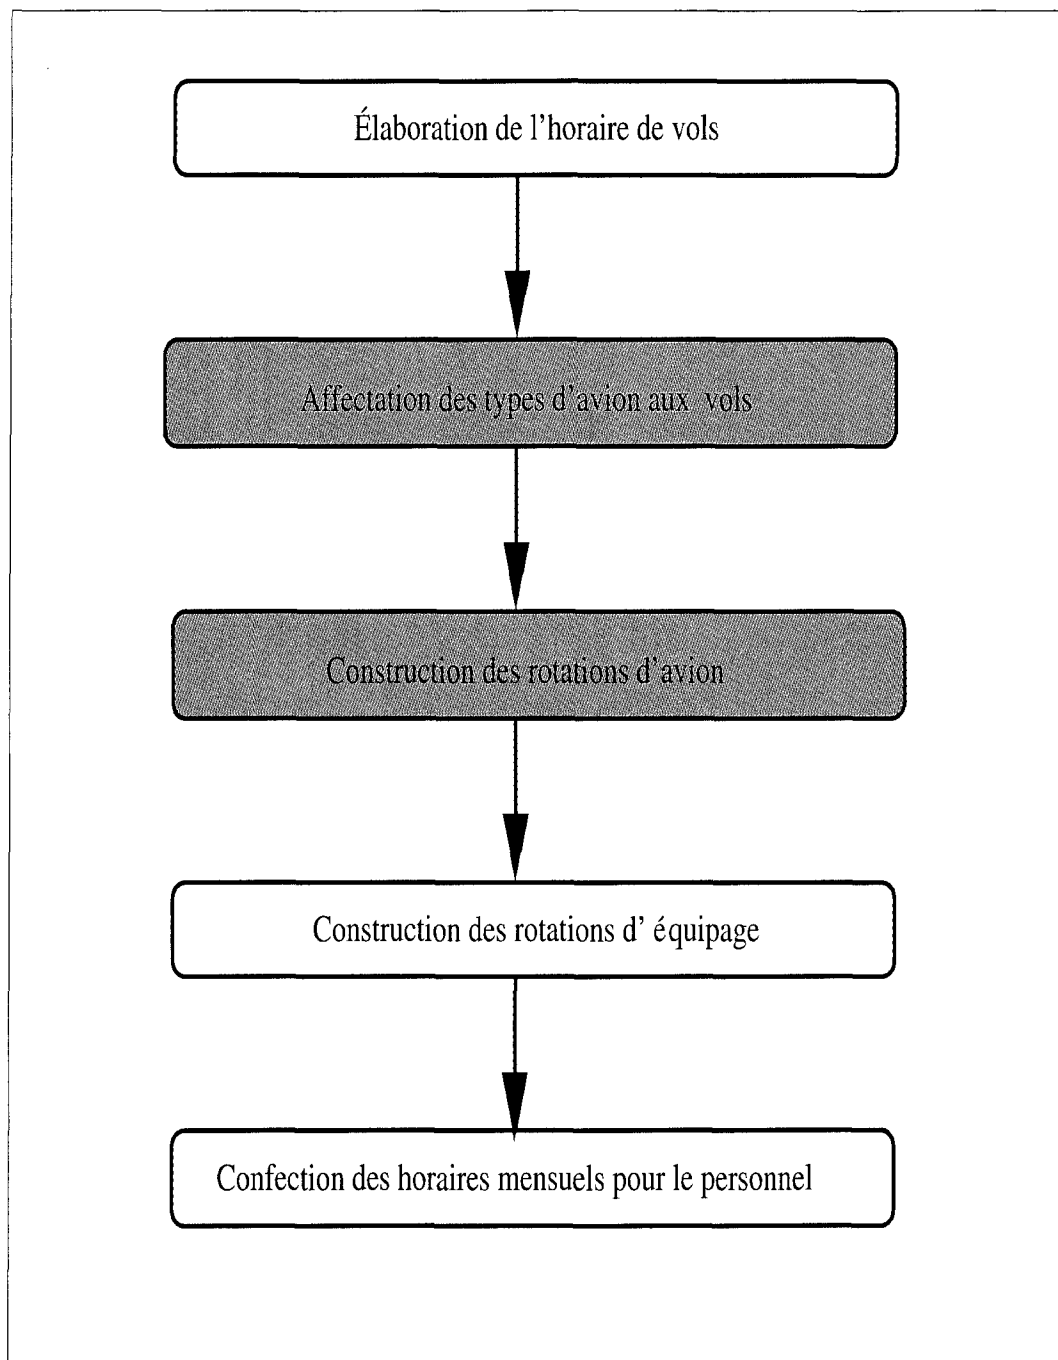 Élaboration de l'horaire de vols
Affectation des types d'avion aux vols
Construction des rotations d'avion
Construction des rotations d' équipage
Confection des horaires mensuels pour le personnel